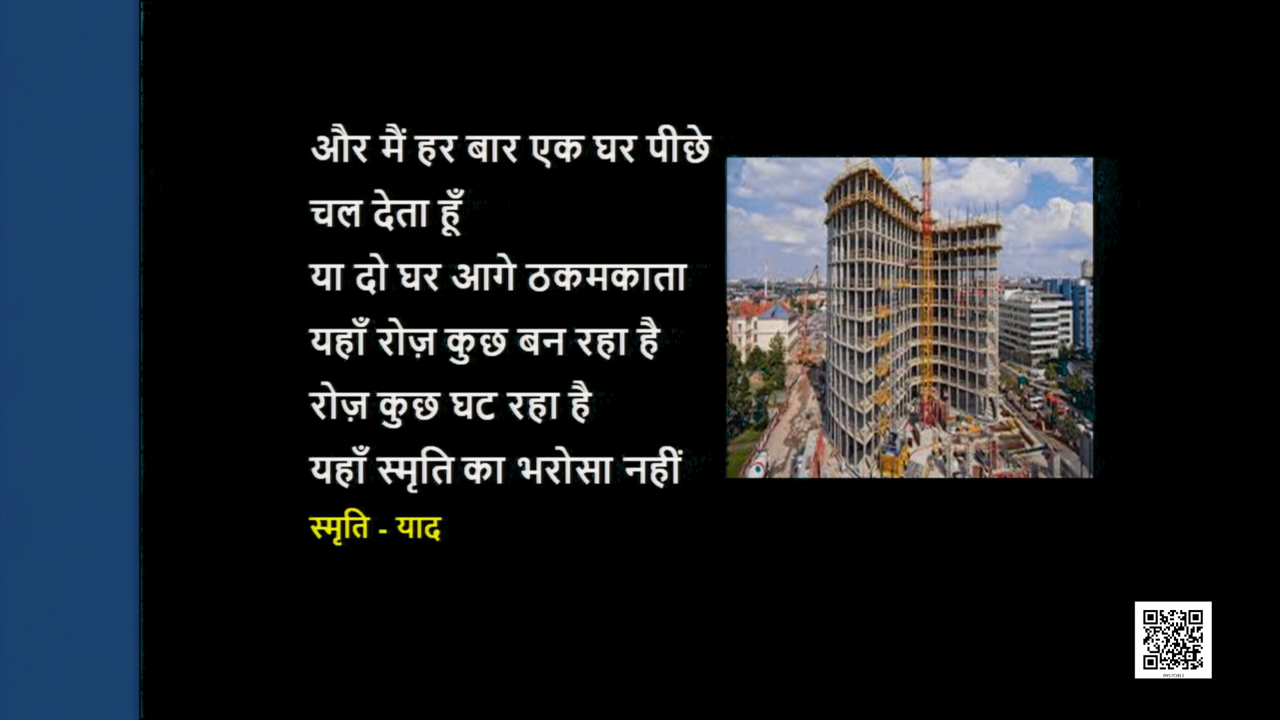 और मैं हर बार एक घर पीछे
चल देता हूँ
या दो घर आगे ठकमकाता
यहाँ रोज़ कुछ बन रहा है
रोज़ कुछ घट रहा है
यहाँ स्मृति का भरोसा नहीं
स्मृति - याद